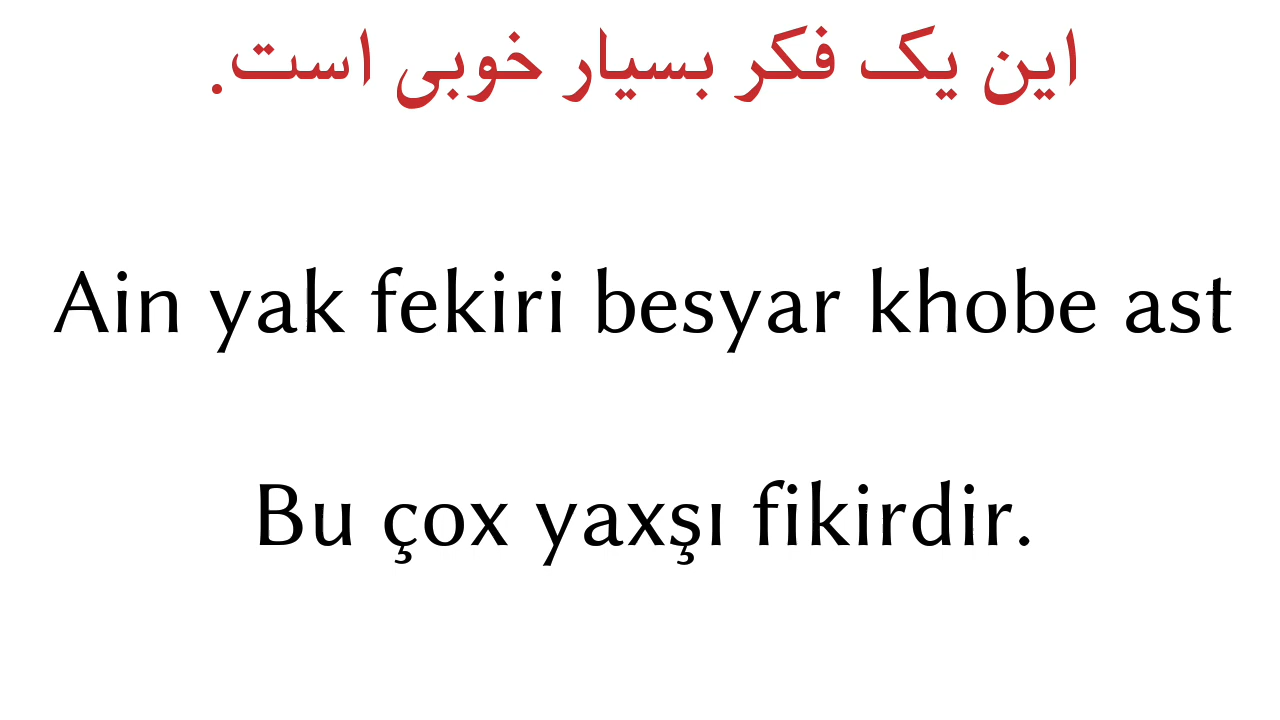 این یک فکر بسیار خوبی است.
Ain yak fekiri besyar khobe ast
Bu çox yaxşı fikirdir.